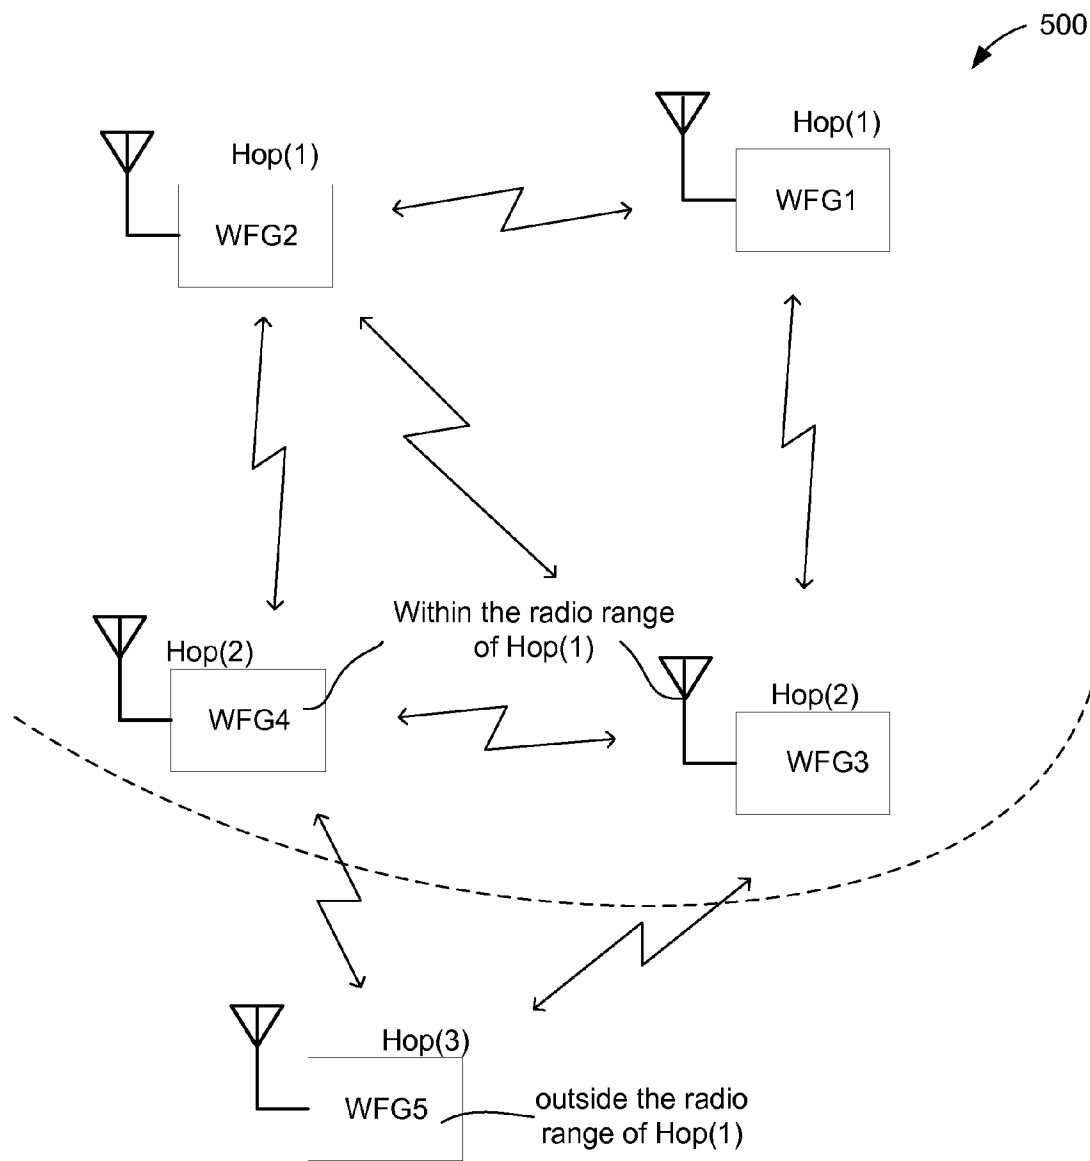 500
Hop(1)
WFG1
Hop(1)
WFG2
Within the radio range
of Hop(1)
Hop(2)
WFG4
Hop(2)
WFG3
Hop(3)
WFG5
outside the radio
range of Hop(1)